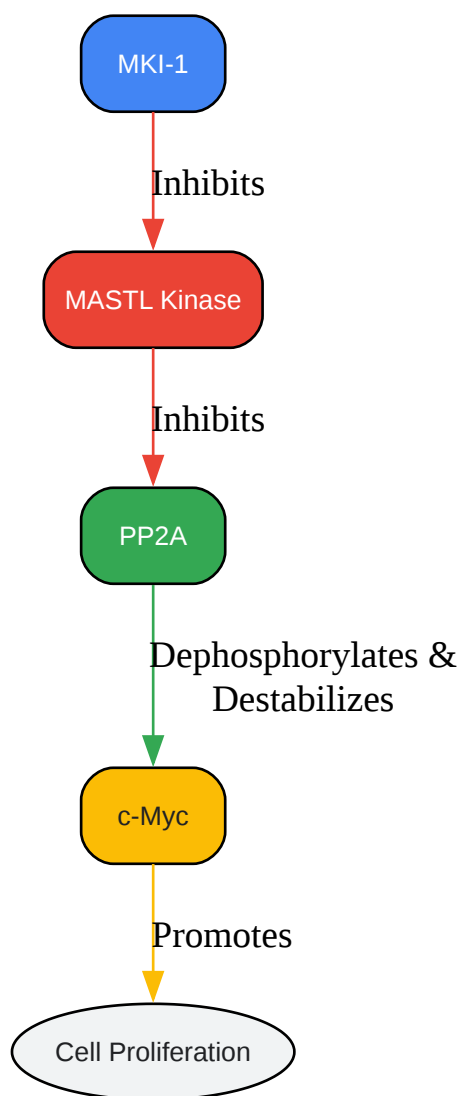 MKI-1
Inhibits
MASTL Kinase
Inhibits
PP2A
Dephosphorylates &
Destabilizes
c-Myc
Promotes
Cell Proliferation